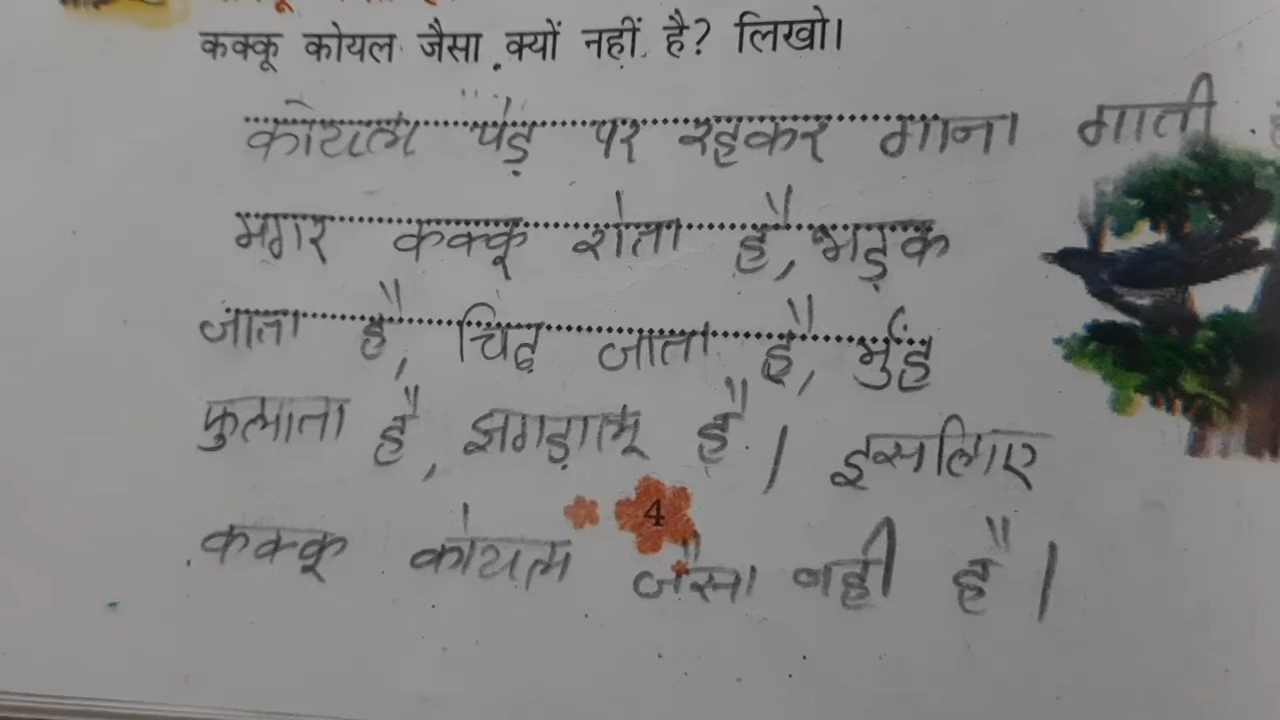 कक्कू कोयल जैसा क्यों नहीं है? लिखो।
कोयल पेड़ पर रहकर गाना गाती
मगर कक्कू रोता है, भड़क
जाता है, चिढ़ जाता है, मुँह
फुलाता है, झगड़ालू है। इसलिए
कक्कू कोयल जैसा नही है।
4